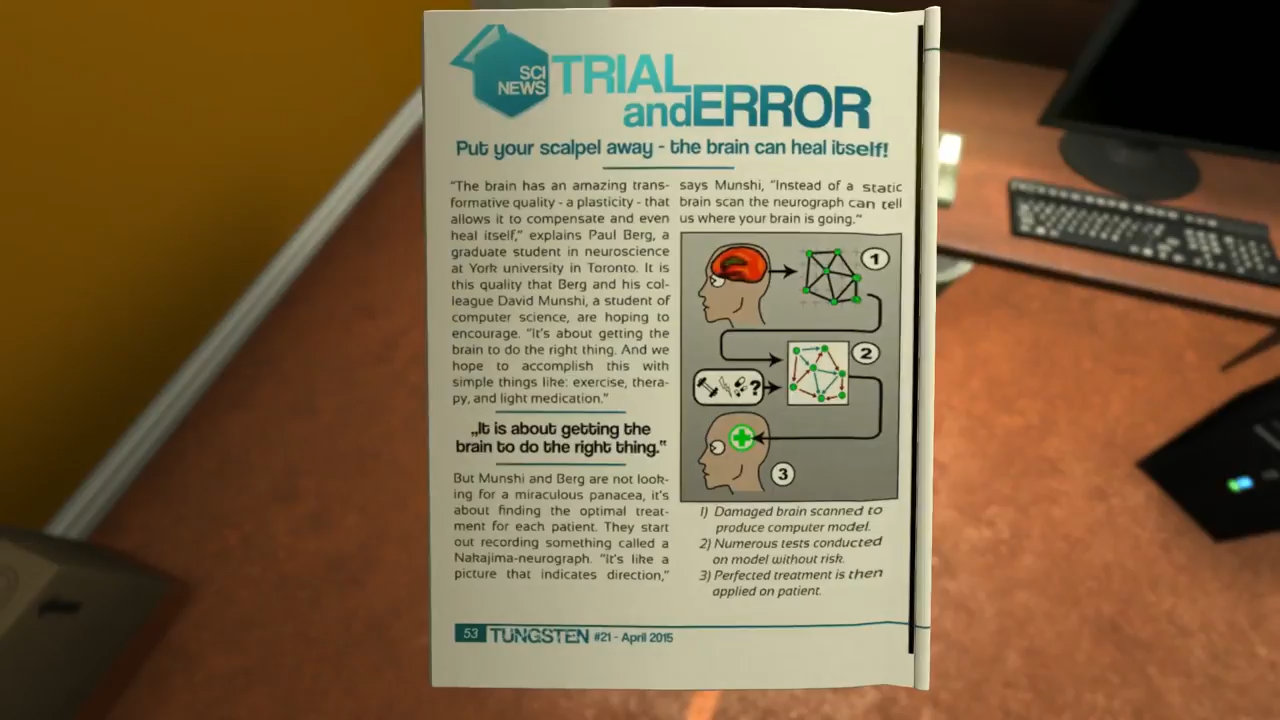 SCI
NEWS
TRIAL
andERROR
Put your scalpel away - the brain can heal itself!
"The brain has an amazing trans-
formative quality - a plasticity - that
allows it to compensate and even
heal itself," explains Paul Berg, a
graduate student in neuroscience
at York university in Toronto. It is
this quality that Berg and his col-
league David Munshi, a student of
computer science, are hoping to
encourage. "It's about getting the
brain to do the right thing. And we
hope to accomplish this with
simple things like: exercise, thera-
py, and light medication."
„It is about getting the
brain to do the right thing."
But Munshi and Berg are not look-
ing for a miraculous panacea, it's
about finding the optimal treat-
ment for each patient. They start
out recording something called a
Nakajima-neurograph. "It's like a
picture that indicates direction,"
says Munshi, "Instead of a static
brain scan the neurograph can tell
us where your brain is going."
1
2
?
3
1) Damaged brain scanned to
produce computer model.
2) Numerous tests conducted
on model without risk.
3) Perfected treatment is then
applied on patient.
53 TUNGSTEN #21 - April 2015